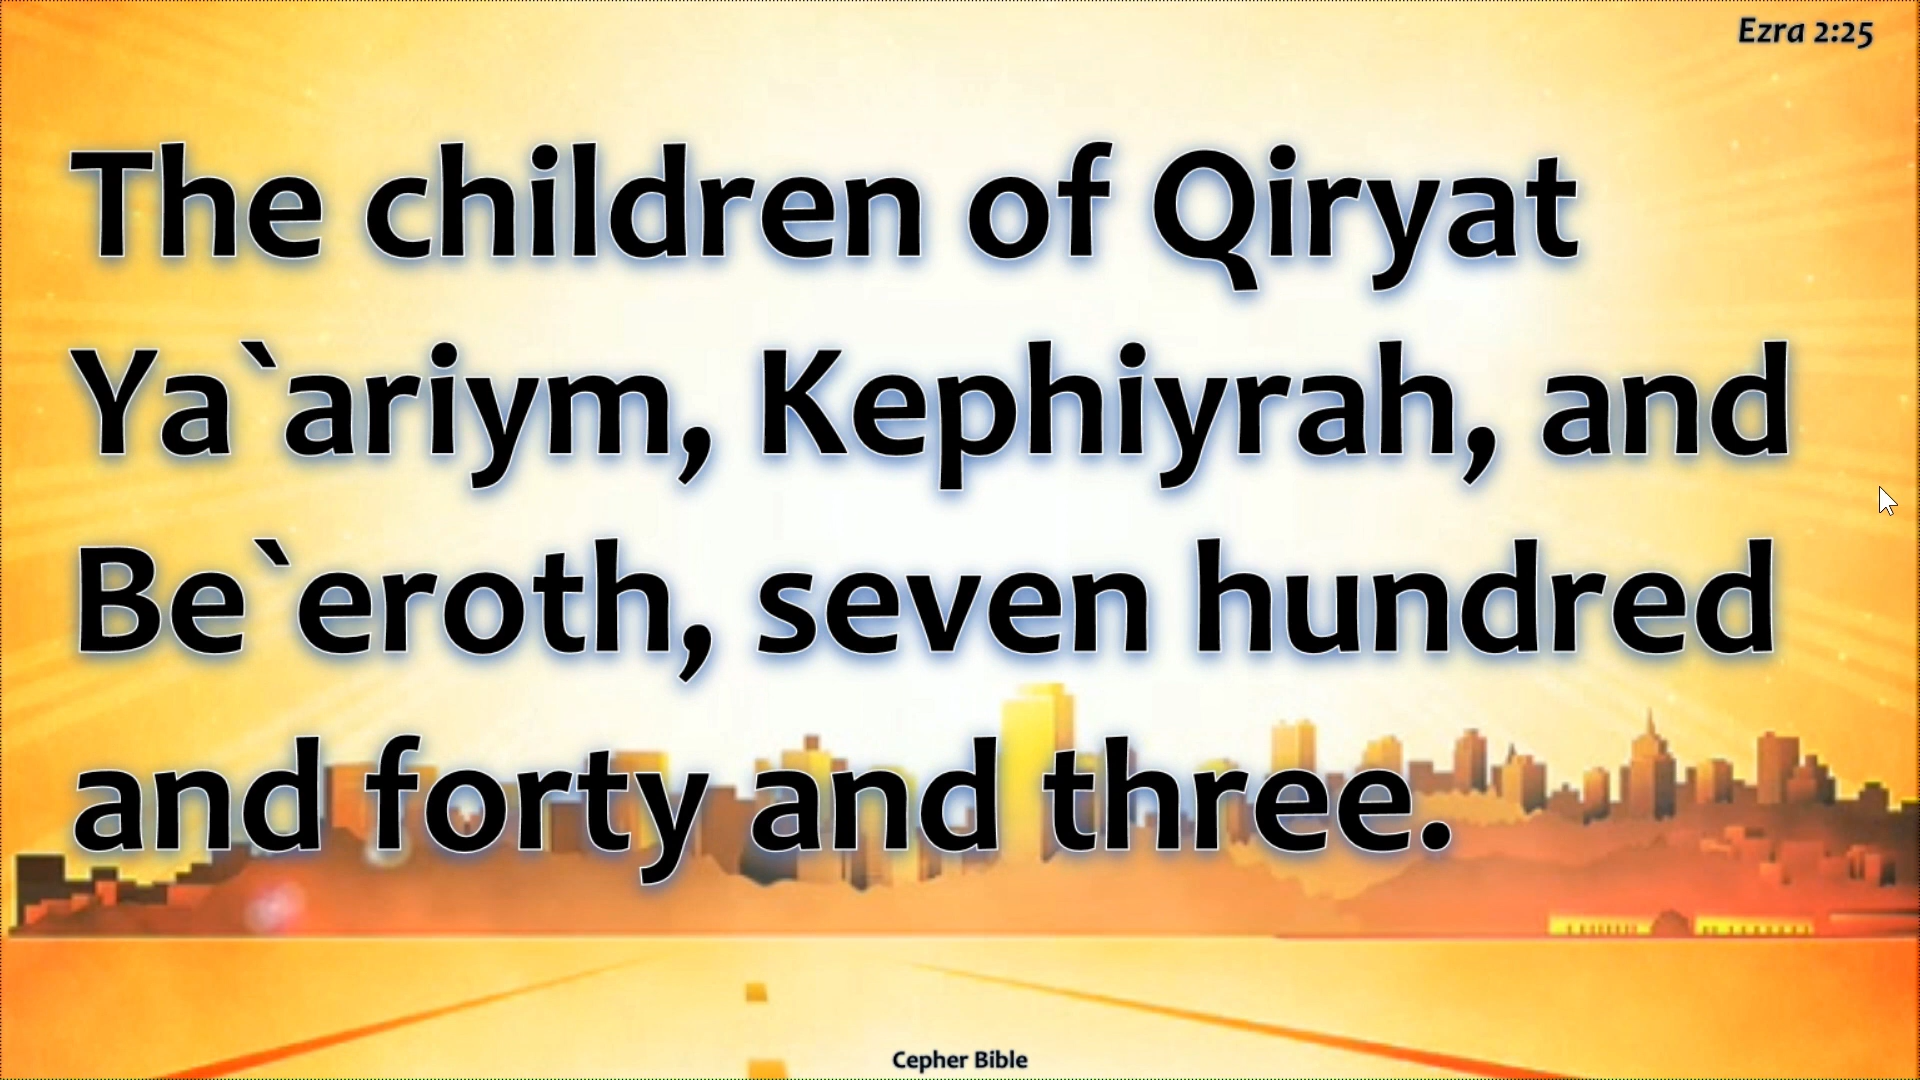 Ezra 2:25
The children of Qiryat
Ya`ariym, Kephiyrah, and
Be`eroth, seven hundred
and forty and three.
Cepher Bible